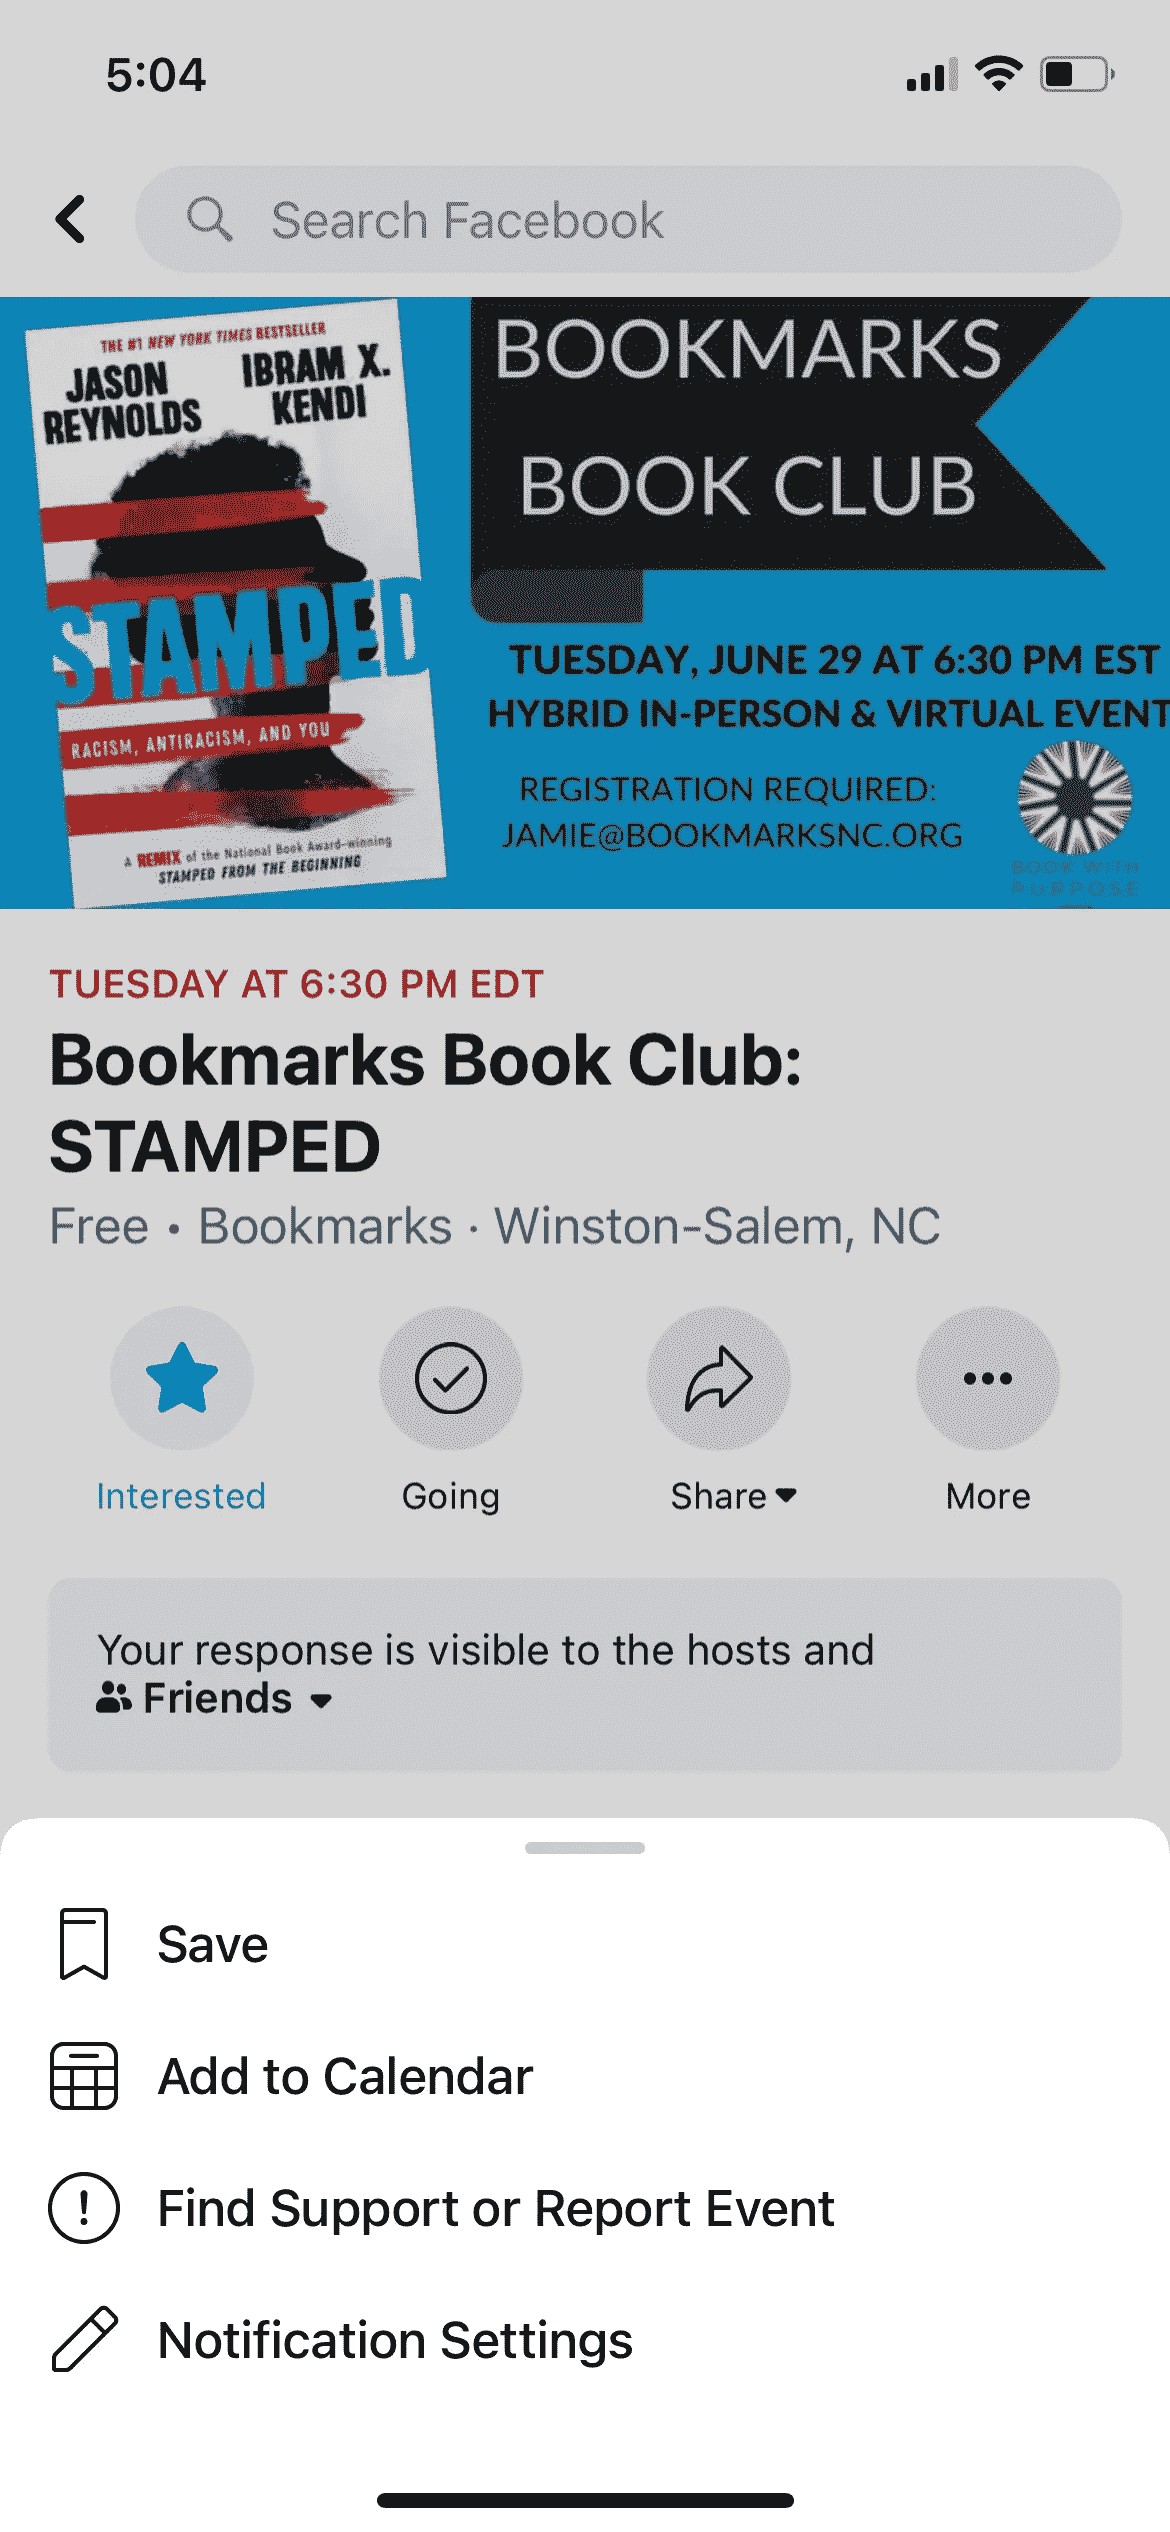 5:04
Search Facebook
THE #1 NEW YORK TIMES BESTSELLER
JASON REYNOLDS
IBRAM X. KENDI
STAMPED
RACISM, ANTIRACISM, AND YOU
A REMIX of the National Book Award-winning
STAMPED FROM THE BEGINNING
BOOKMARKS
BOOK CLUB
TUESDAY, JUNE 29 AT 6:30 PM EST
HYBRID IN-PERSON & VIRTUAL EVENT
REGISTRATION REQUIRED:
JAMIE@BOOKMARKSNC.ORG
BOOK WITH
PURPOSE
TUESDAY AT 6:30 PM EDT
Bookmarks Book Club:
STAMPED
Free • Bookmarks · Winston-Salem, NC
Interested
Going
Share
More
Your response is visible to the hosts and
Friends
Save
Add to Calendar
Find Support or Report Event
Notification Settings